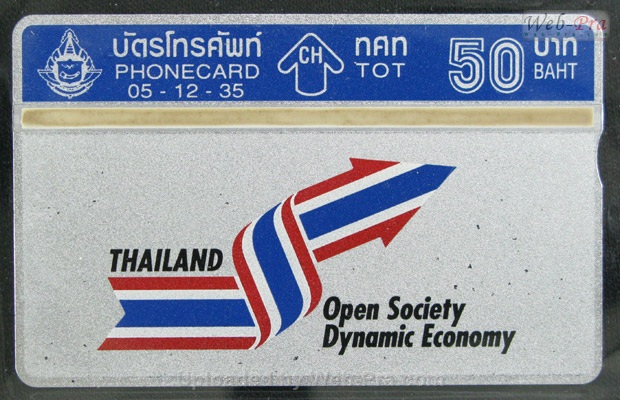 บัตรโทรศัพท์
PHONECARD
05 - 12 - 35
CH
ทศท
TOT
50 บาท
BAHT
Web-Pra
THAILAND
Open Society
Dynamic Economy